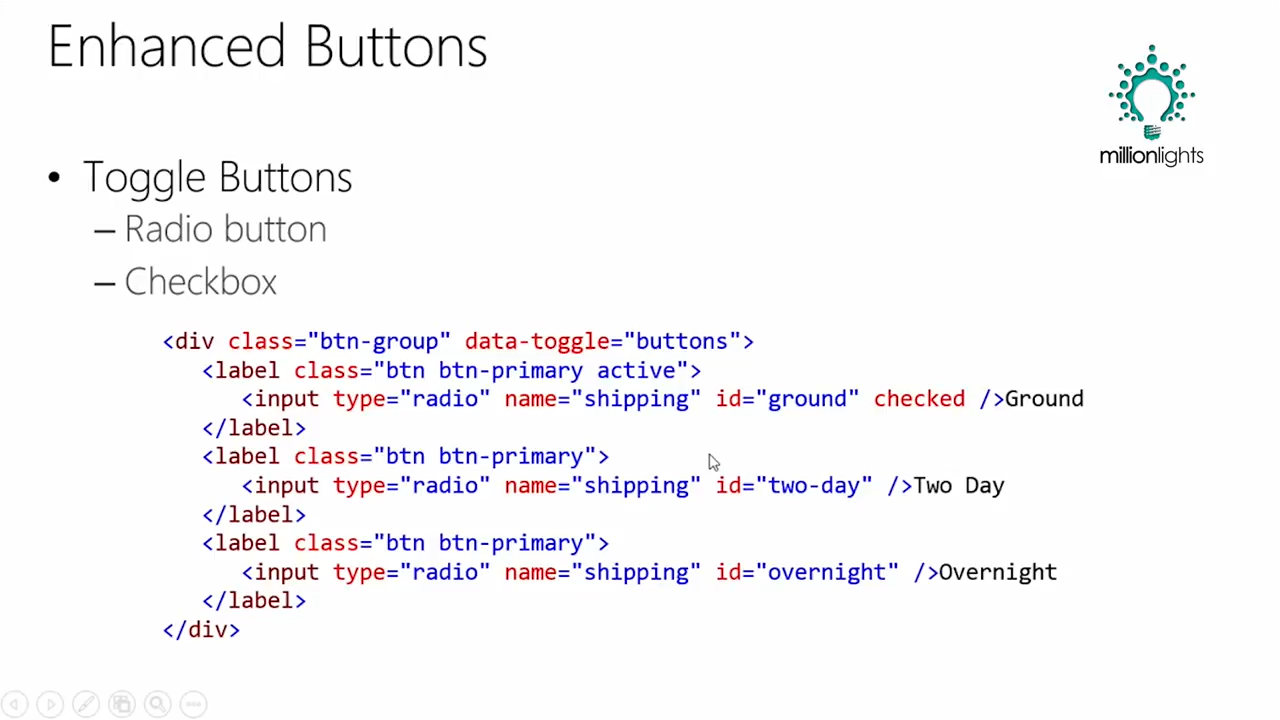 Enhanced Buttons
millionlights
• Toggle Buttons
– Radio button
– Checkbox
<div class="btn-group" data-toggle="buttons">
<label class="btn btn-primary active">
<input type="radio" name="shipping" id="ground" checked />Ground
</label>
<label class="btn btn-primary">
<input type="radio" name="shipping" id="two-day" />Two Day
</label>
<label class="btn btn-primary">
<input type="radio" name="shipping" id="overnight" />Overnight
</label>
</div>